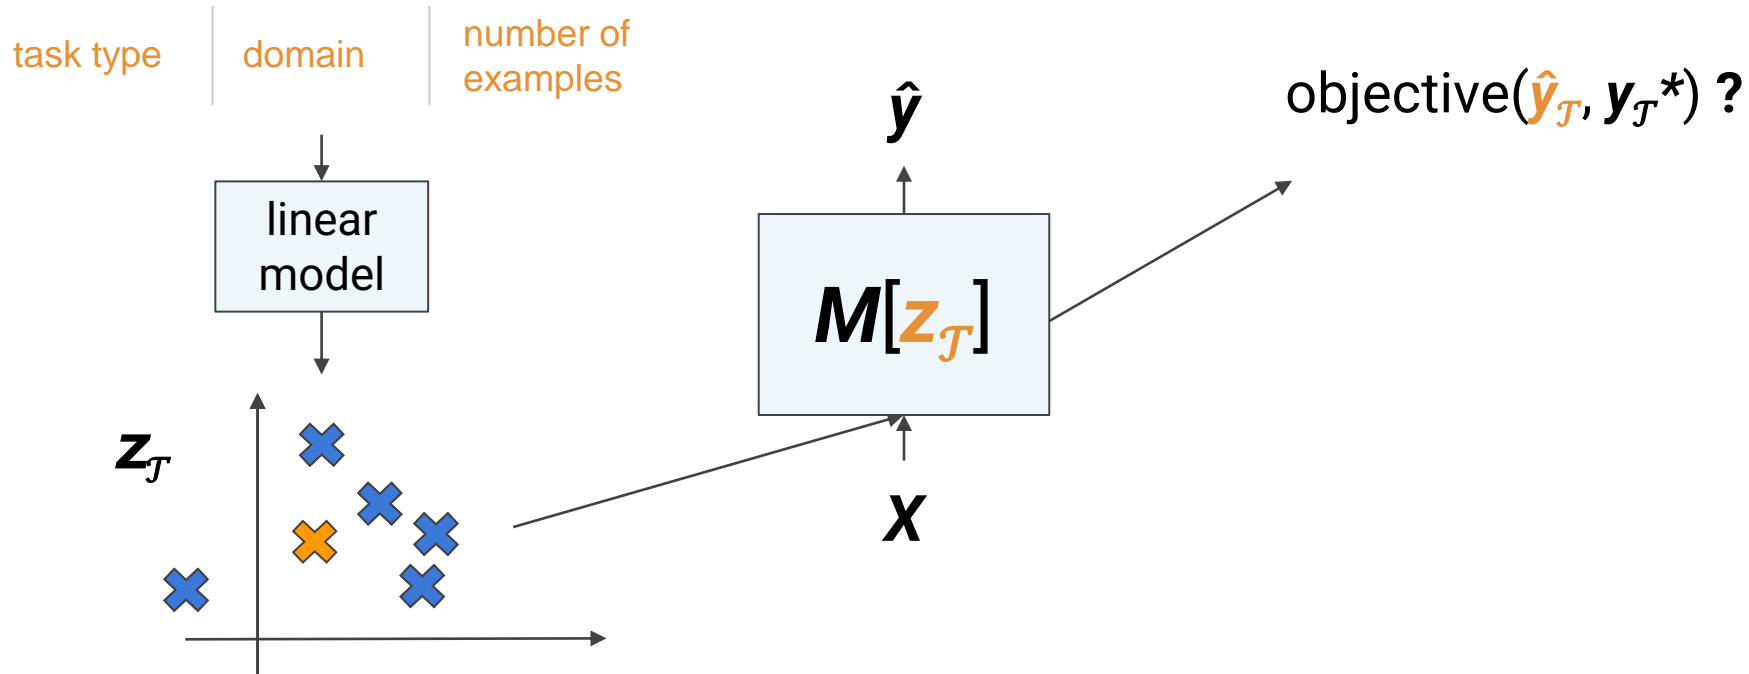 task type
domain
number of
examples
linear
model
z𝒯
ŷ
M[z𝒯]
X
objective(ŷ𝒯, y𝒯*) ?